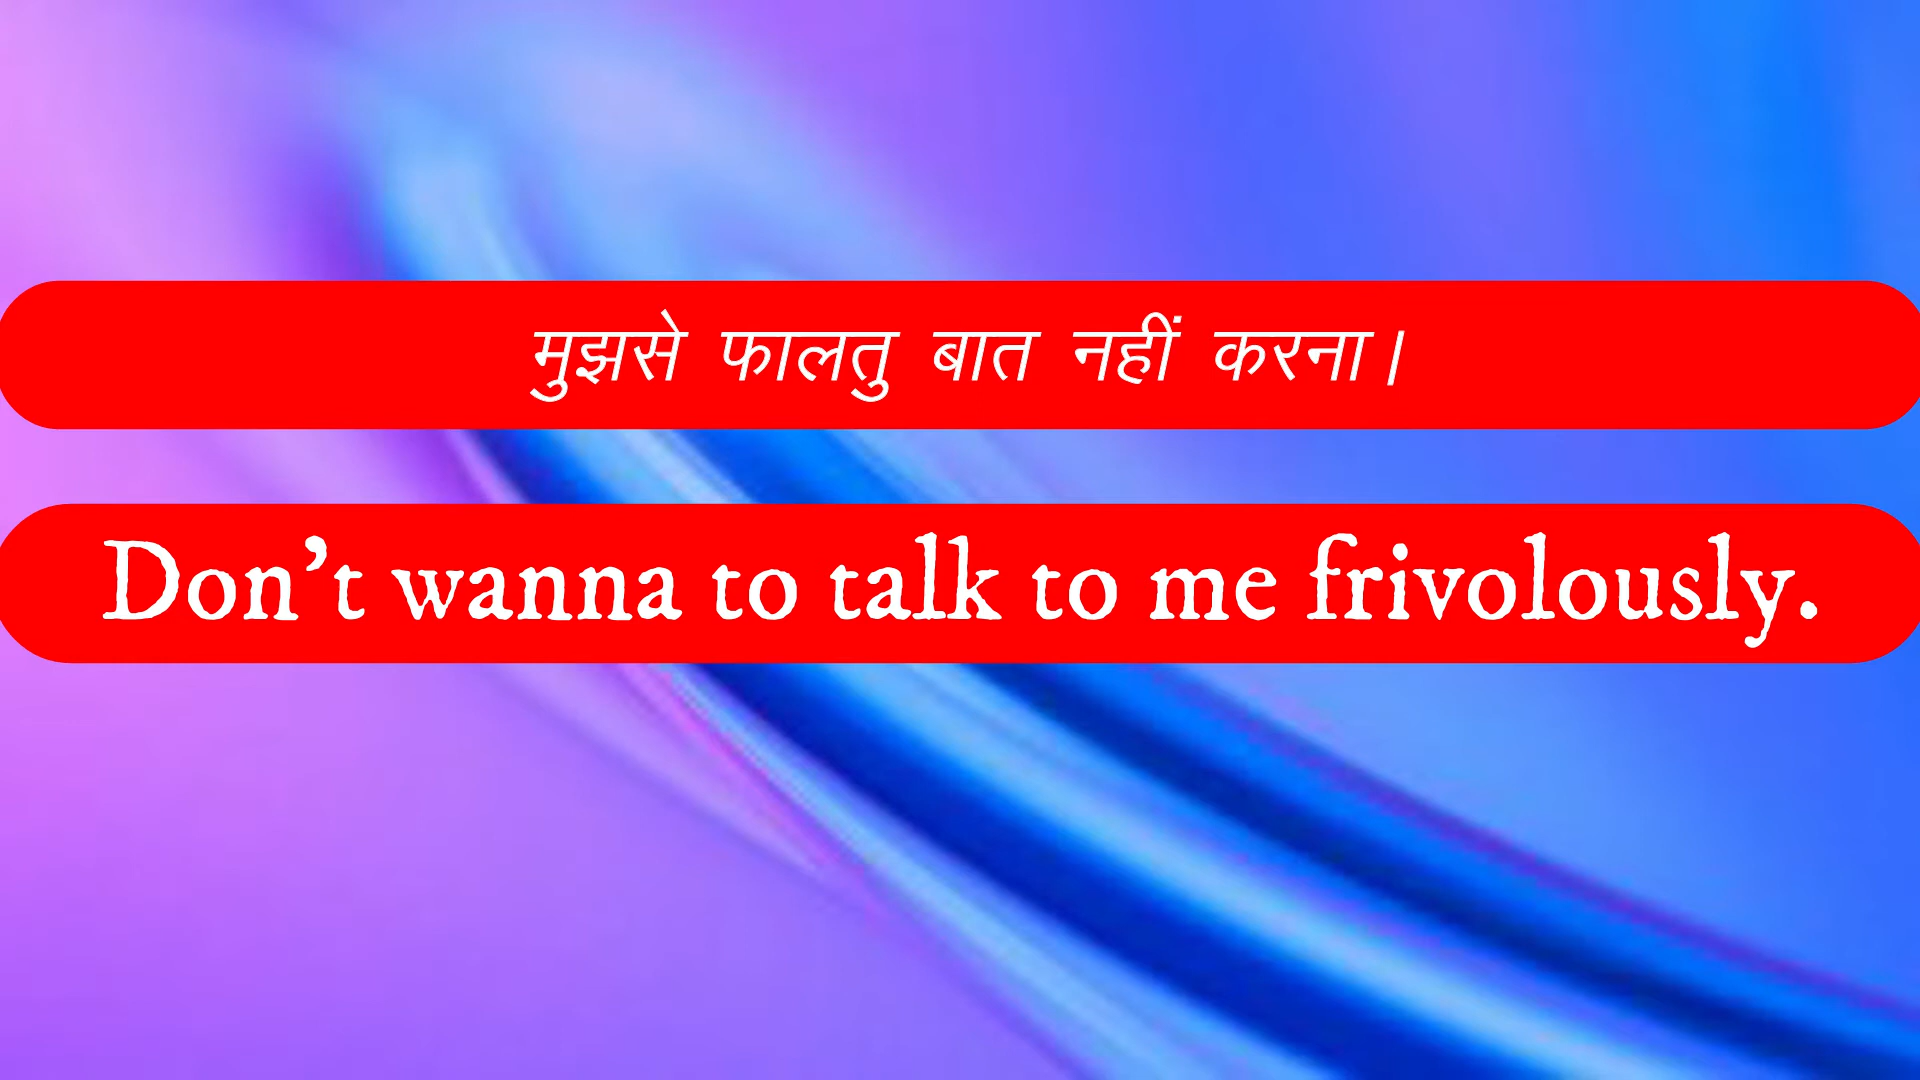 मुझसे फालतु बात नहीं करना।
Don't wanna to talk to me frivolously.